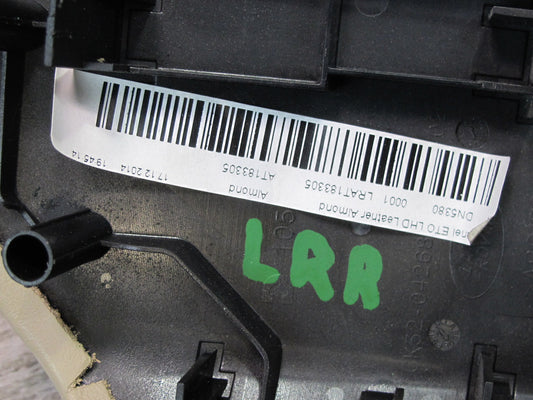 nel ETO LHD Leather Almond
DN5380 0001 LRAT183305 AT183305 17.12.2014 19:45:14
Almond
LRR